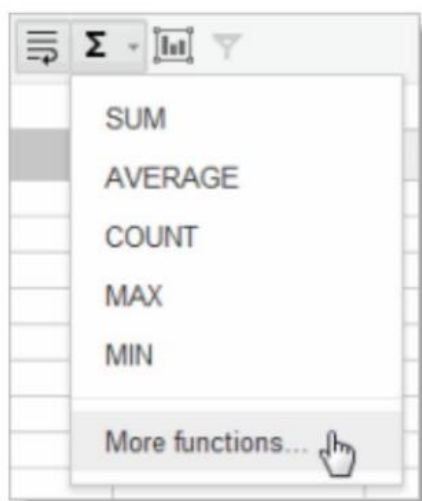 Σ
SUM
AVERAGE
COUNT
MAX
MIN
More functions...